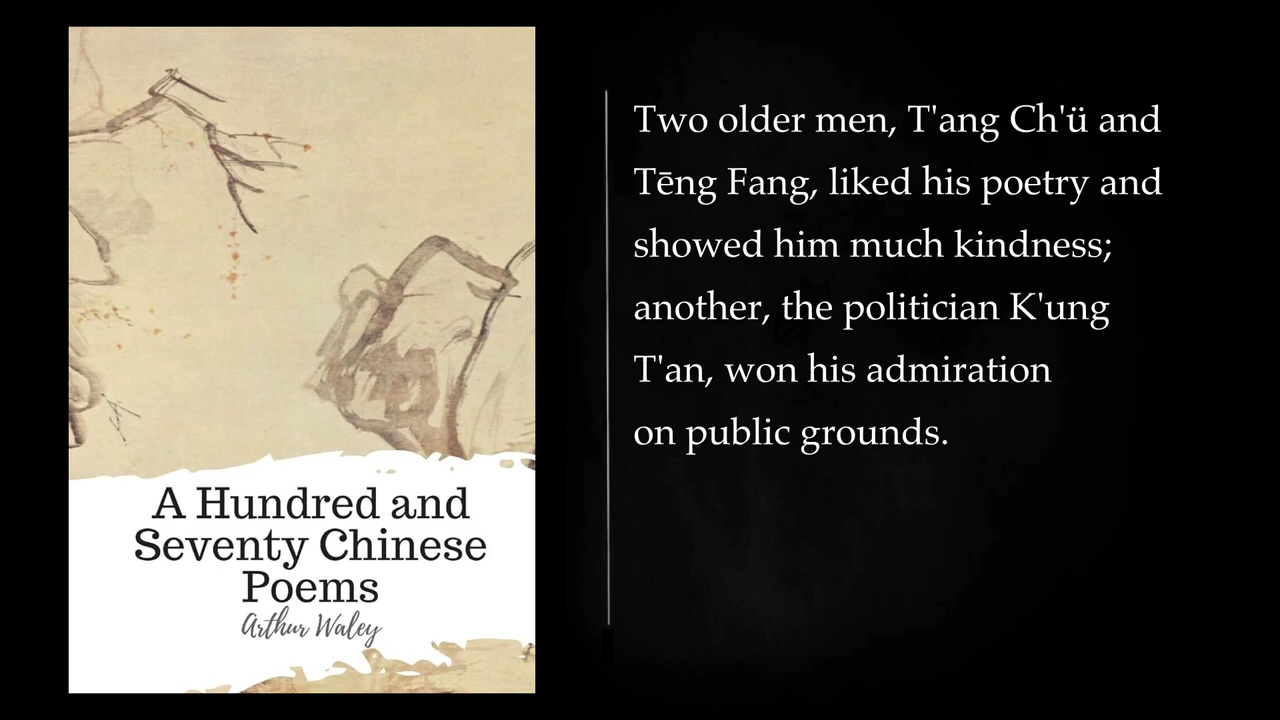 A Hundred and
Seventy Chinese
Poems
Arthur Waley
Two older men, T'ang Ch'ü and
Tēng Fang, liked his poetry and
showed him much kindness;
another, the politician K'ung
T'an, won his admiration
on public grounds.